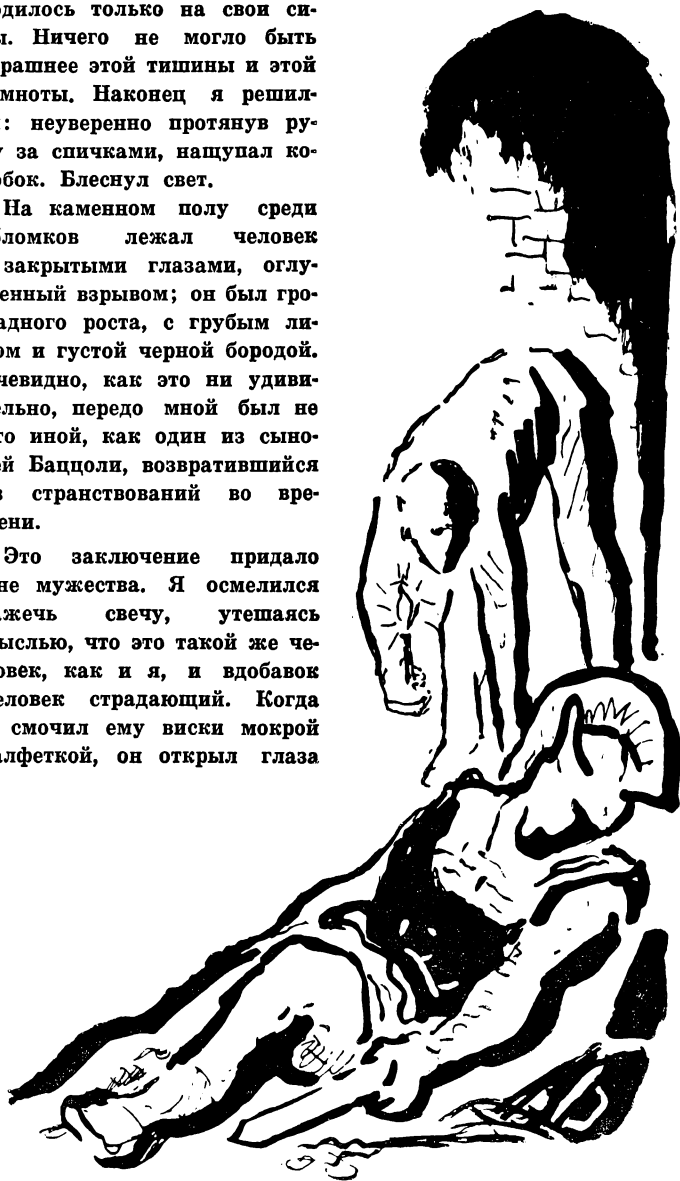 одилось только на свои си-
ы. Ничего не могло быть
рашнее этой тишины и этой
мноты. Наконец я решил-
: неуверенно протянув ру-
у за спичками, нащупал ко-
обок. Блеснул свет.
На каменном полу среди
бломков лежал человек
закрытыми глазами, оглу-
енный взрывом; он был гро-
адного роста, с грубым ли-
ом и густой черной бородой.
чевидно, как это ни удиви-
ельно, передо мной был не
то иной, как один из сыно-
ей Баццоли, возвратившийся
з странствований во вре-
ени.
Это заключение придало
не мужества. Я осмелился
жечь свечу, утешаясь
ыслью, что это такой же че-
овек, как и я, и вдобавок
еловек страдающий. Когда
смочил ему виски мокрой
алфеткой, он открыл глаза